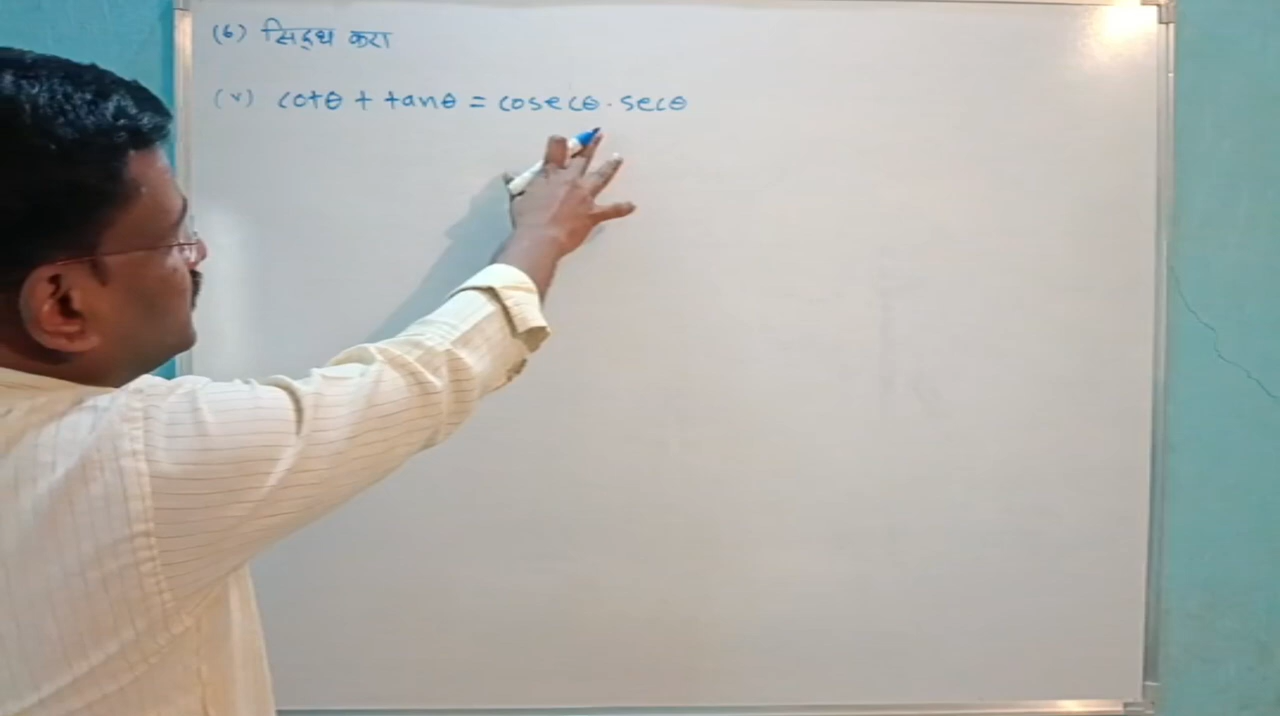 (6) सिद्ध करा
(v) cotθ + tanθ = cosecθ · secθ